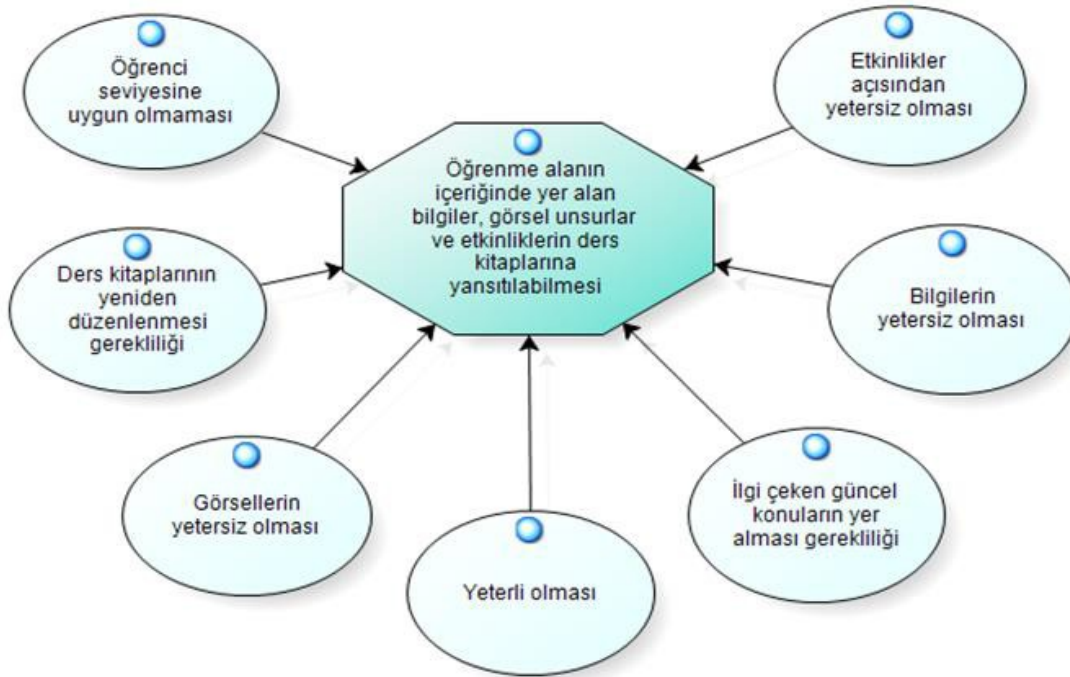 Öğrenci
seviyesine
uygun olmaması
Etkinlikler
açısından
yetersiz olması
Öğrenme alanın
içeriğinde yer alan
bilgiler, görsel unsurlar
ve etkinliklerin ders
kitaplarına
yansıtılabilmesi
Ders kitaplarının
yeniden
düzenlenmesi
gerekliliği
Bilgilerin
yetersiz olması
Görsellerin
yetersiz olması
İlgi çeken güncel
konuların yer
alması gerekliliği
Yeterli olması